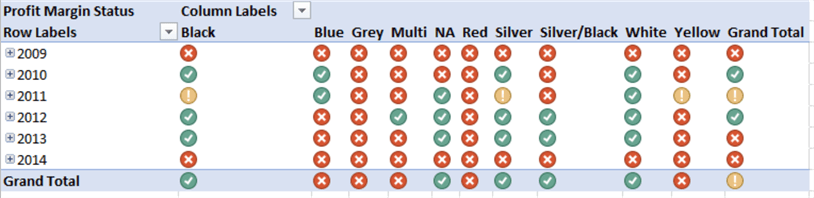 Profit Margin Status Column Labels
Row Labels Black Blue Grey Multi NA Red Silver Silver/Black White Yellow Grand Total
2009
2010
2011
2012
2013
2014
Grand Total